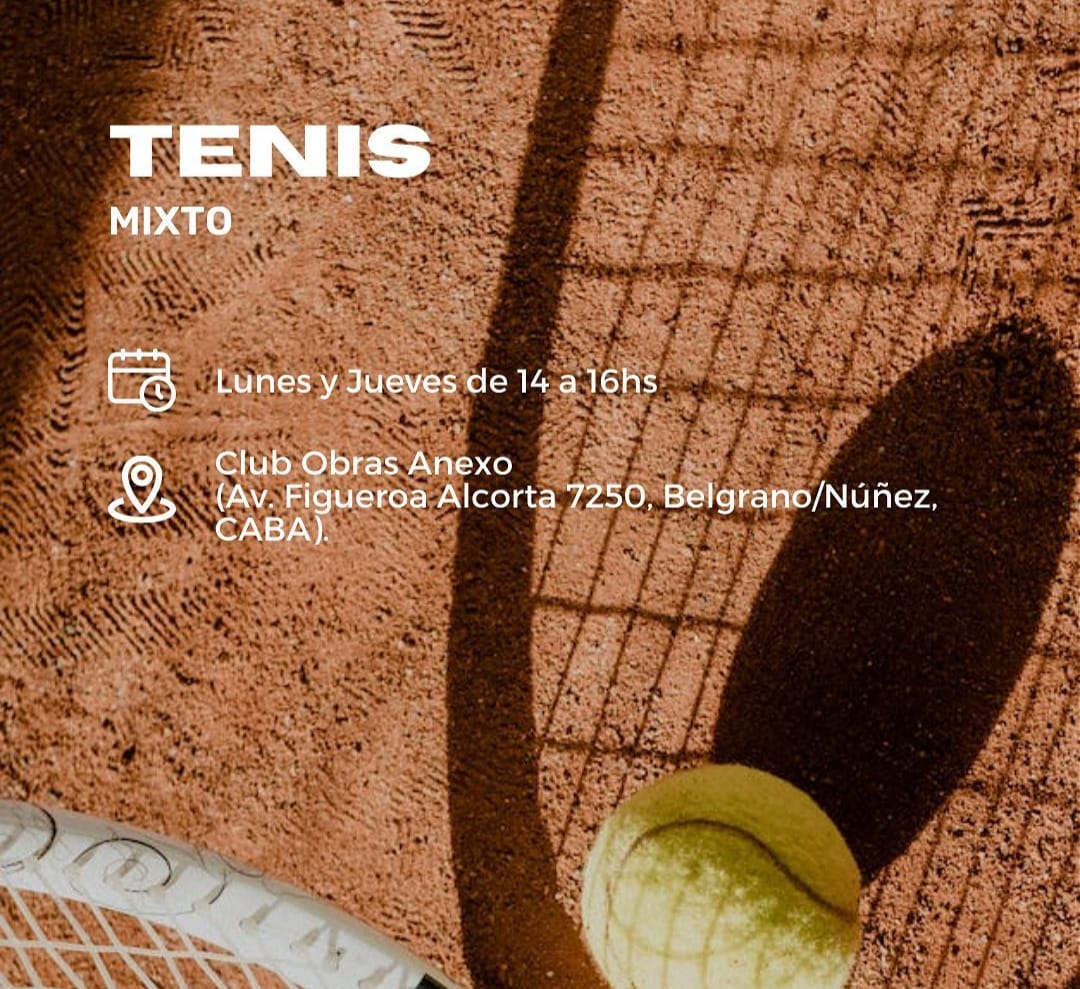 TENIS
MIXTO
Lunes y Jueves de 14 a 16hs
Club Obras Anexo
(Av. Figueroa Alcorta 7250, Belgrano/Núñez,
CABA).